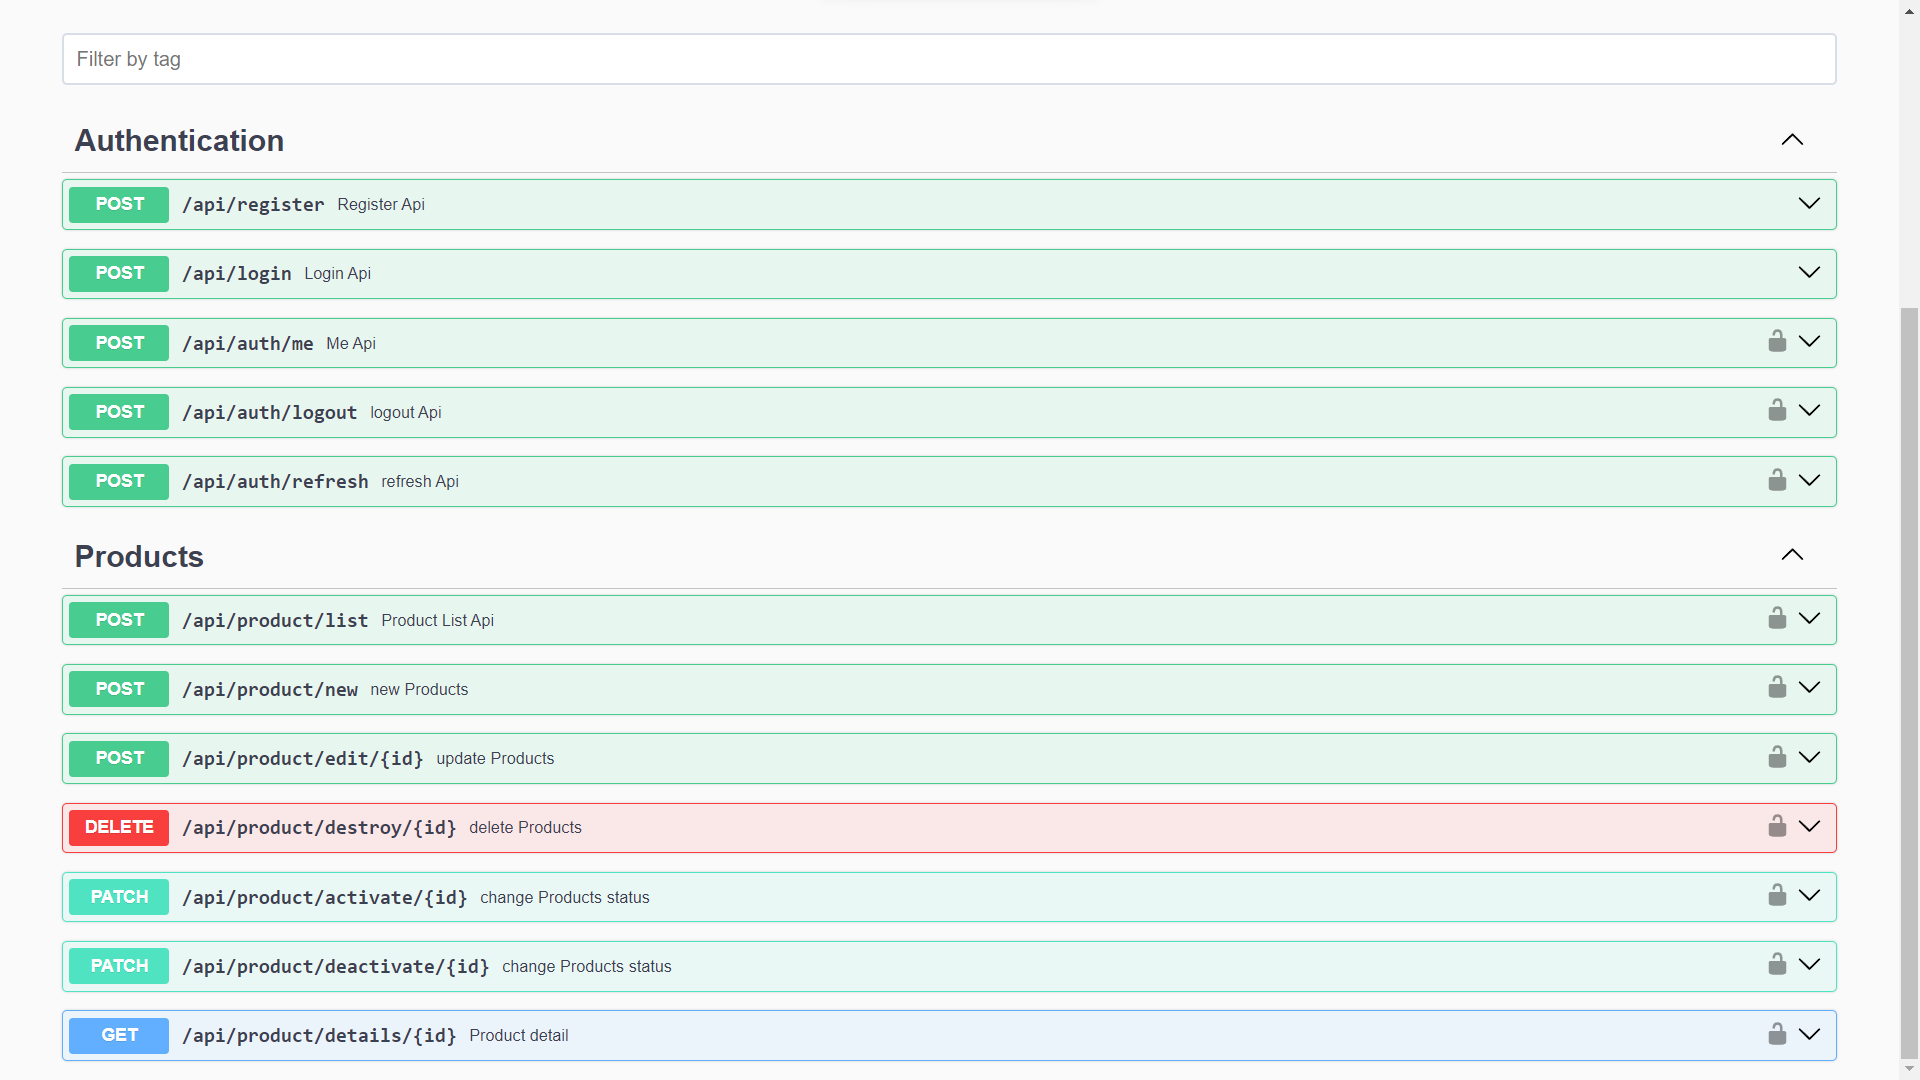 Filter by tag
Authentication
POST /api/register Register Api
POST /api/login Login Api
POST /api/auth/me Me Api
POST /api/auth/logout logout Api
POST /api/auth/refresh refresh Api
Products
POST /api/product/list Product List Api
POST /api/product/new new Products
POST /api/product/edit/{id} update Products
DELETE /api/product/destroy/{id} delete Products
PATCH /api/product/activate/{id} change Products status
PATCH /api/product/deactivate/{id} change Products status
GET /api/product/details/{id} Product detail